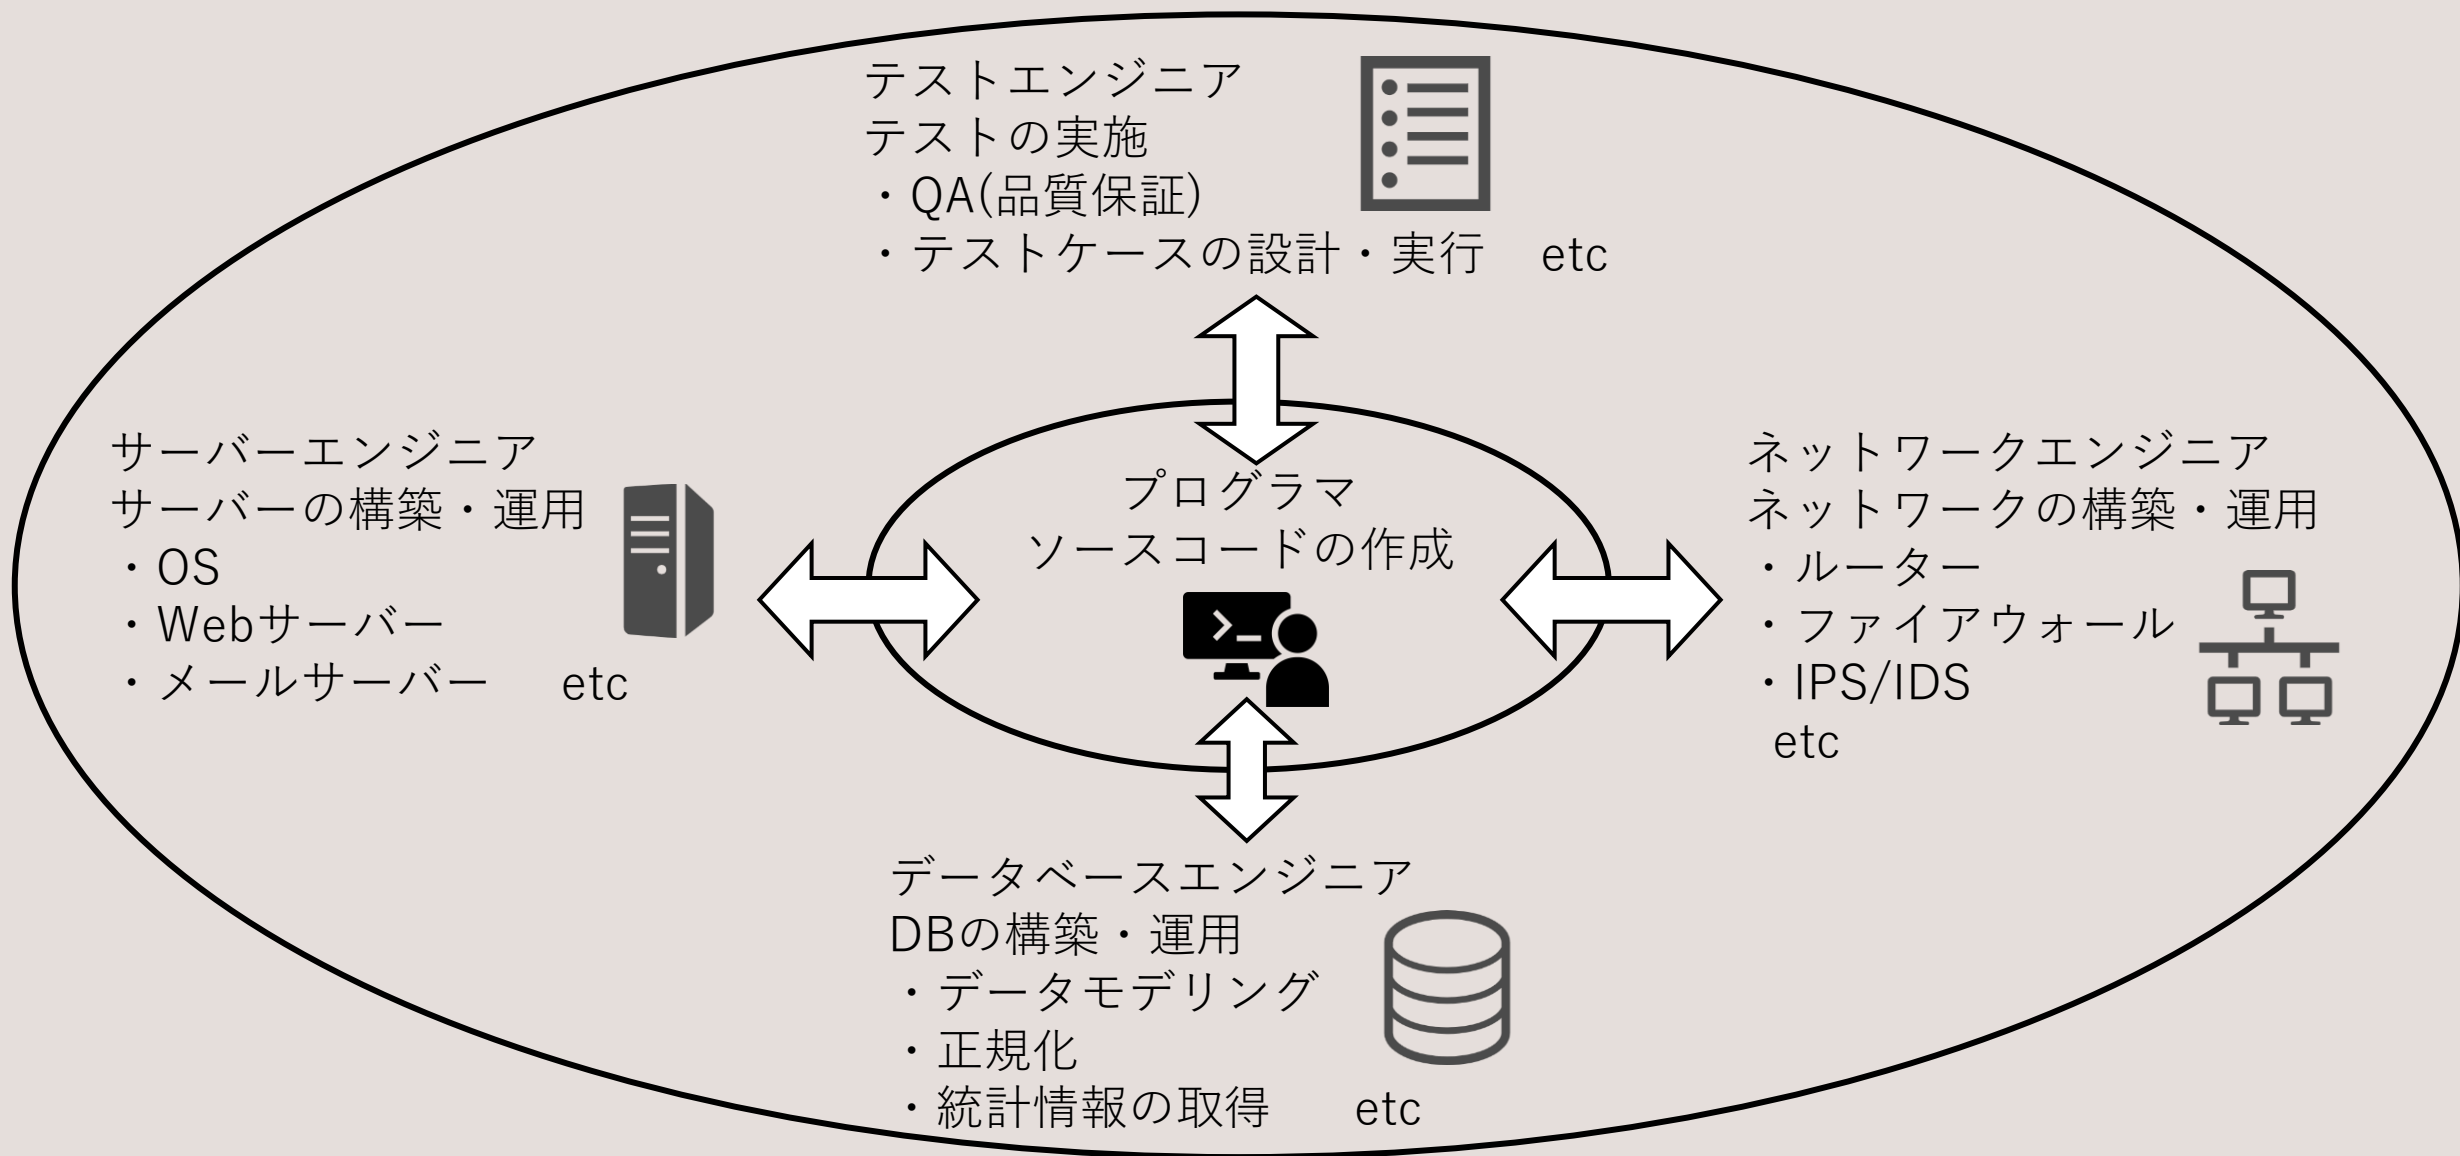 テストエンジニア
テストの実施
・QA(品質保証)
・テストケースの設計・実行　etc
サーバーエンジニア
サーバーの構築・運用
・OS
・Webサーバー
・メールサーバー　etc
プログラマ
ソースコードの作成
ネットワークエンジニア
ネットワークの構築・運用
・ルーター
・ファイアウォール
・IPS/IDS
etc
データベースエンジニア
DBの構築・運用
・データモデリング
・正規化
・統計情報の取得　etc